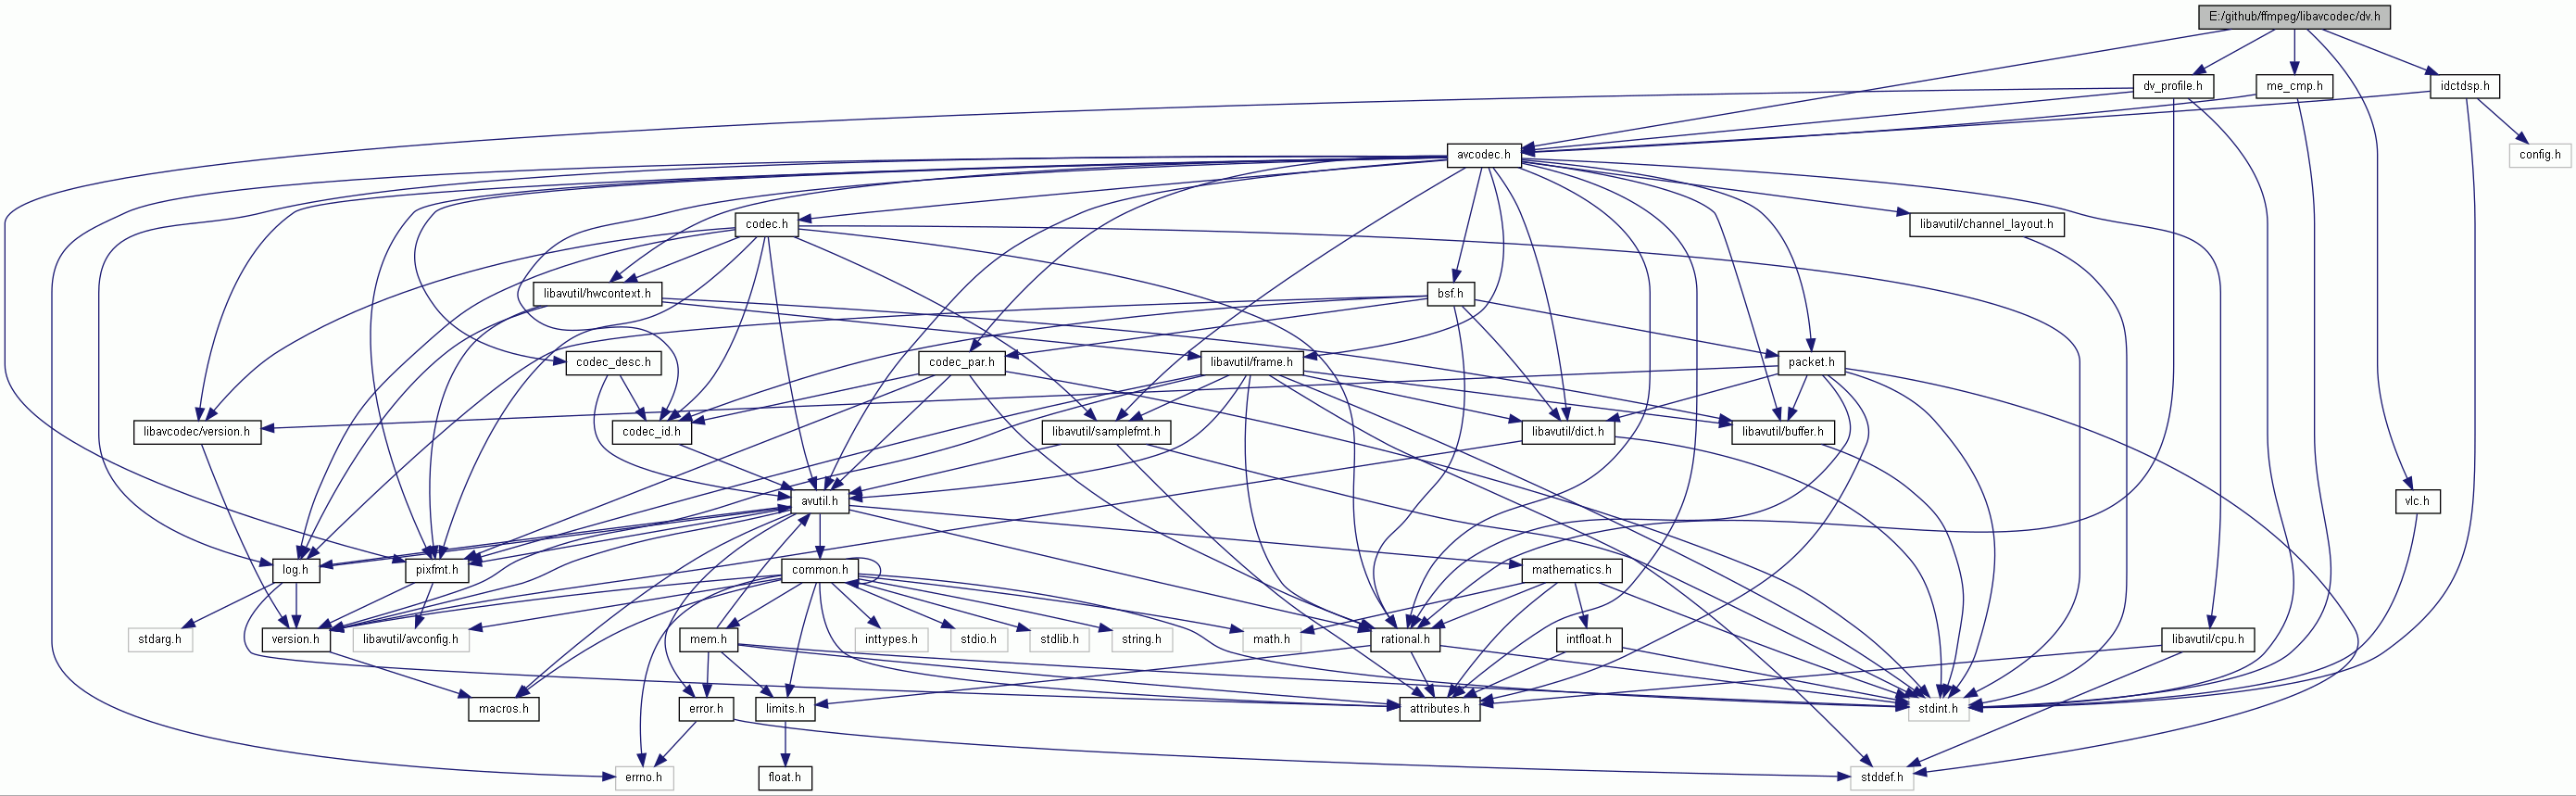 E:/github/ffmpeg/libavcodec/dv.h
dv_profile.h
me_cmp.h
idctdsp.h
avcodec.h
config.h
codec.h
libavutil/channel_layout.h
libavutil/hwcontext.h
bsf.h
codec_desc.h
codec_par.h
libavutil/frame.h
packet.h
libavcodec/version.h
codec_id.h
libavutil/samplefmt.h
libavutil/dict.h
libavutil/buffer.h
avutil.h
vlc.h
log.h
pixfmt.h
common.h
mathematics.h
stdarg.h
version.h
libavutil/avconfig.h
mem.h
inttypes.h
stdio.h
stdlib.h
string.h
math.h
rational.h
intfloat.h
libavutil/cpu.h
macros.h
error.h
limits.h
attributes.h
stdint.h
errno.h
float.h
stddef.h